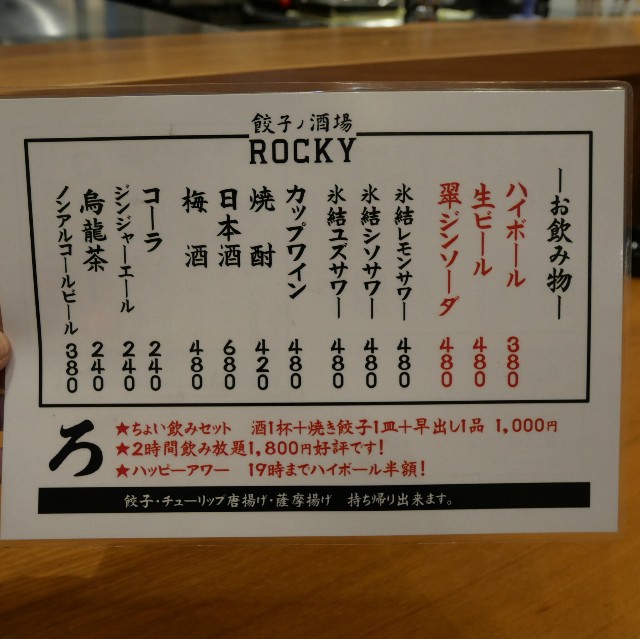 餃子ノ酒場
ROCKY
ーお飲み物ー
ハイボール 380
生ビール 480
翠ジンソーダ 480
氷結レモンサワー 480
氷結シソサワー 480
氷結ユズサワー 480
カップワイン 480
焼酎 420
日本酒 680
梅酒 480
コーラ 240
ジンジャーエール 240
烏龍茶 240
ノンアルコールビール 380
ろ
★ちょい飲みセット 酒1杯+焼き餃子1皿+早出し1品 1,000円
★2時間飲み放題1,800円好評です!
★ハッピーアワー 19時までハイボール半額!
餃子・チューリップ唐揚げ・薩摩揚げ 持ち帰り出来ます。